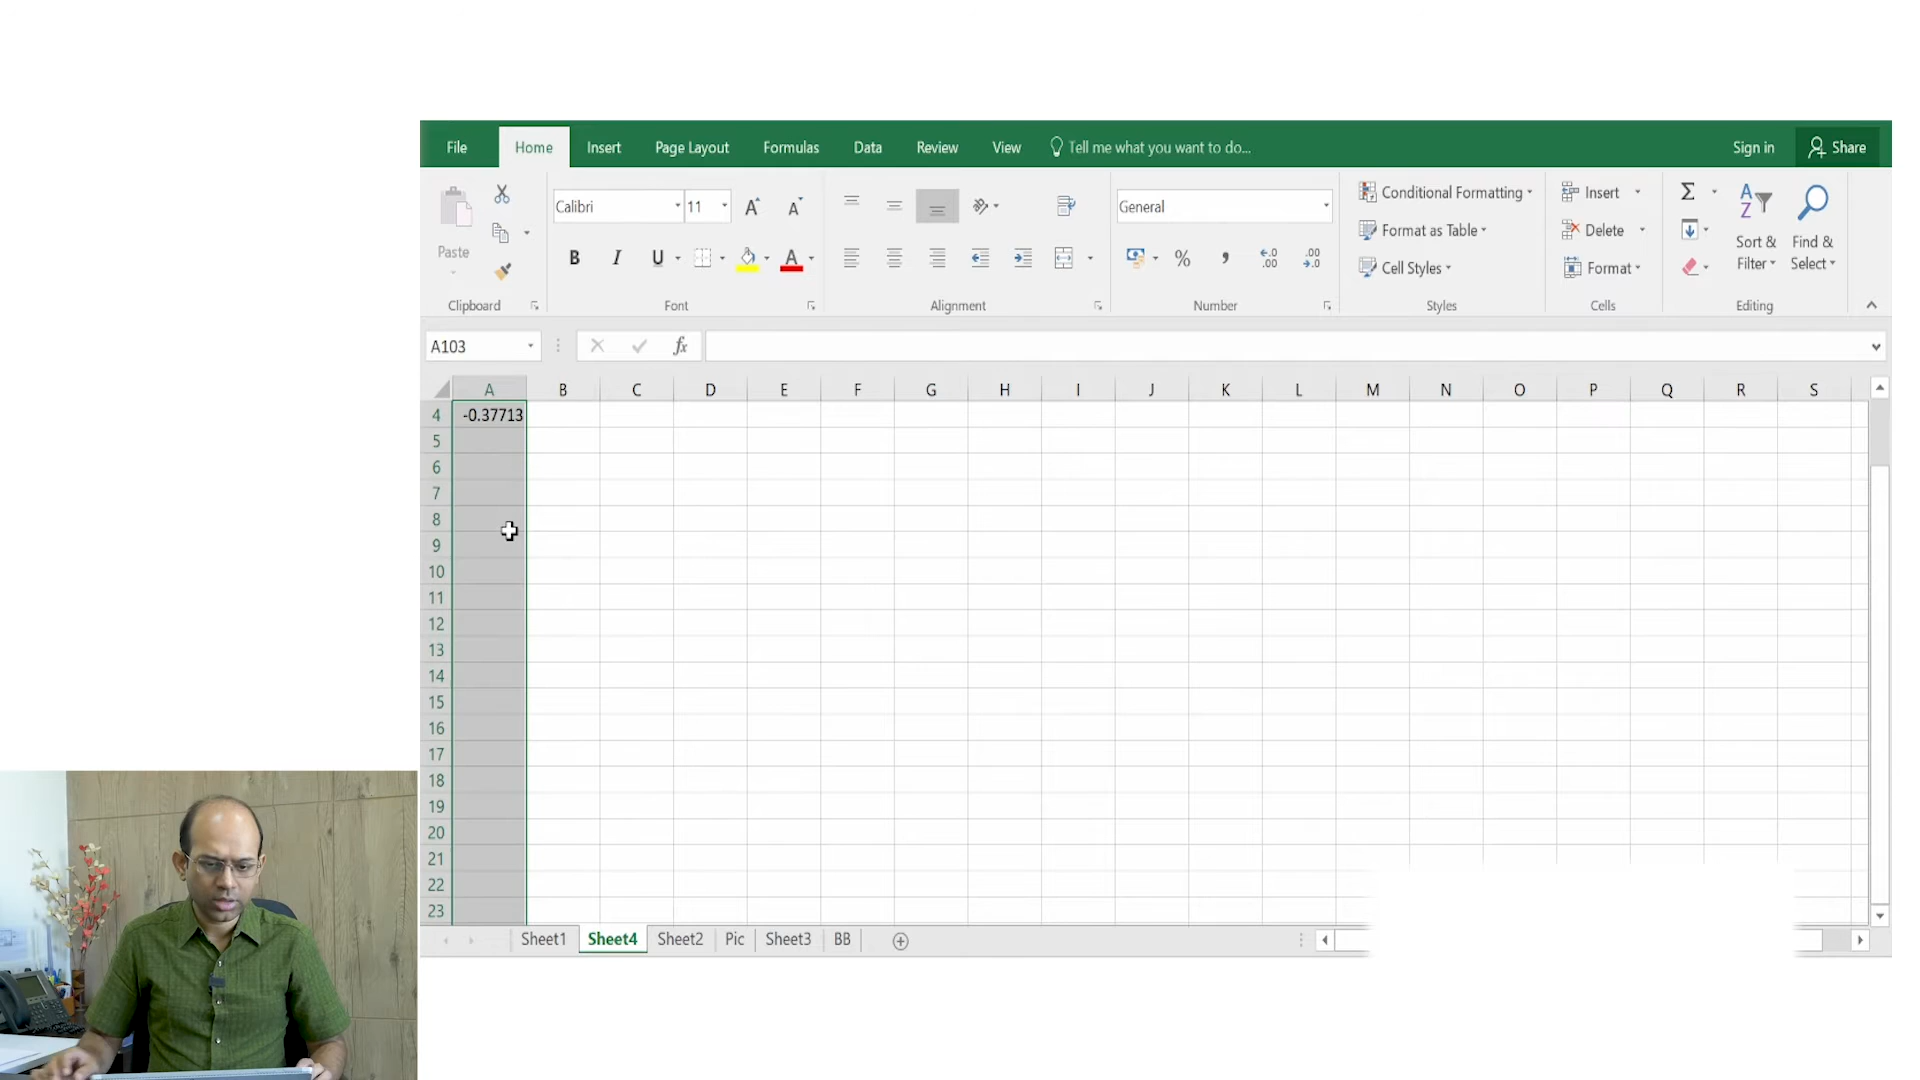 File Home Insert Page Layout Formulas Data Review View Tell me what you want to do... Sign in Share
Paste
Clipboard
Calibri 11
B I U A
Font
Alignment
General
% , .00 .00
Number
Conditional Formatting
Format as Table
Cell Styles
Styles
Insert
Delete
Format
Cells
Σ
Sort & Filter
Find & Select
Editing
A103 fx
A B C D E F G H I J K L M N O P Q R S
4 -0.37713
5
6
7
8
9
10
11
12
13
14
15
16
17
18
19
20
21
22
23
Sheet1 Sheet4 Sheet2 Pic Sheet3 BB